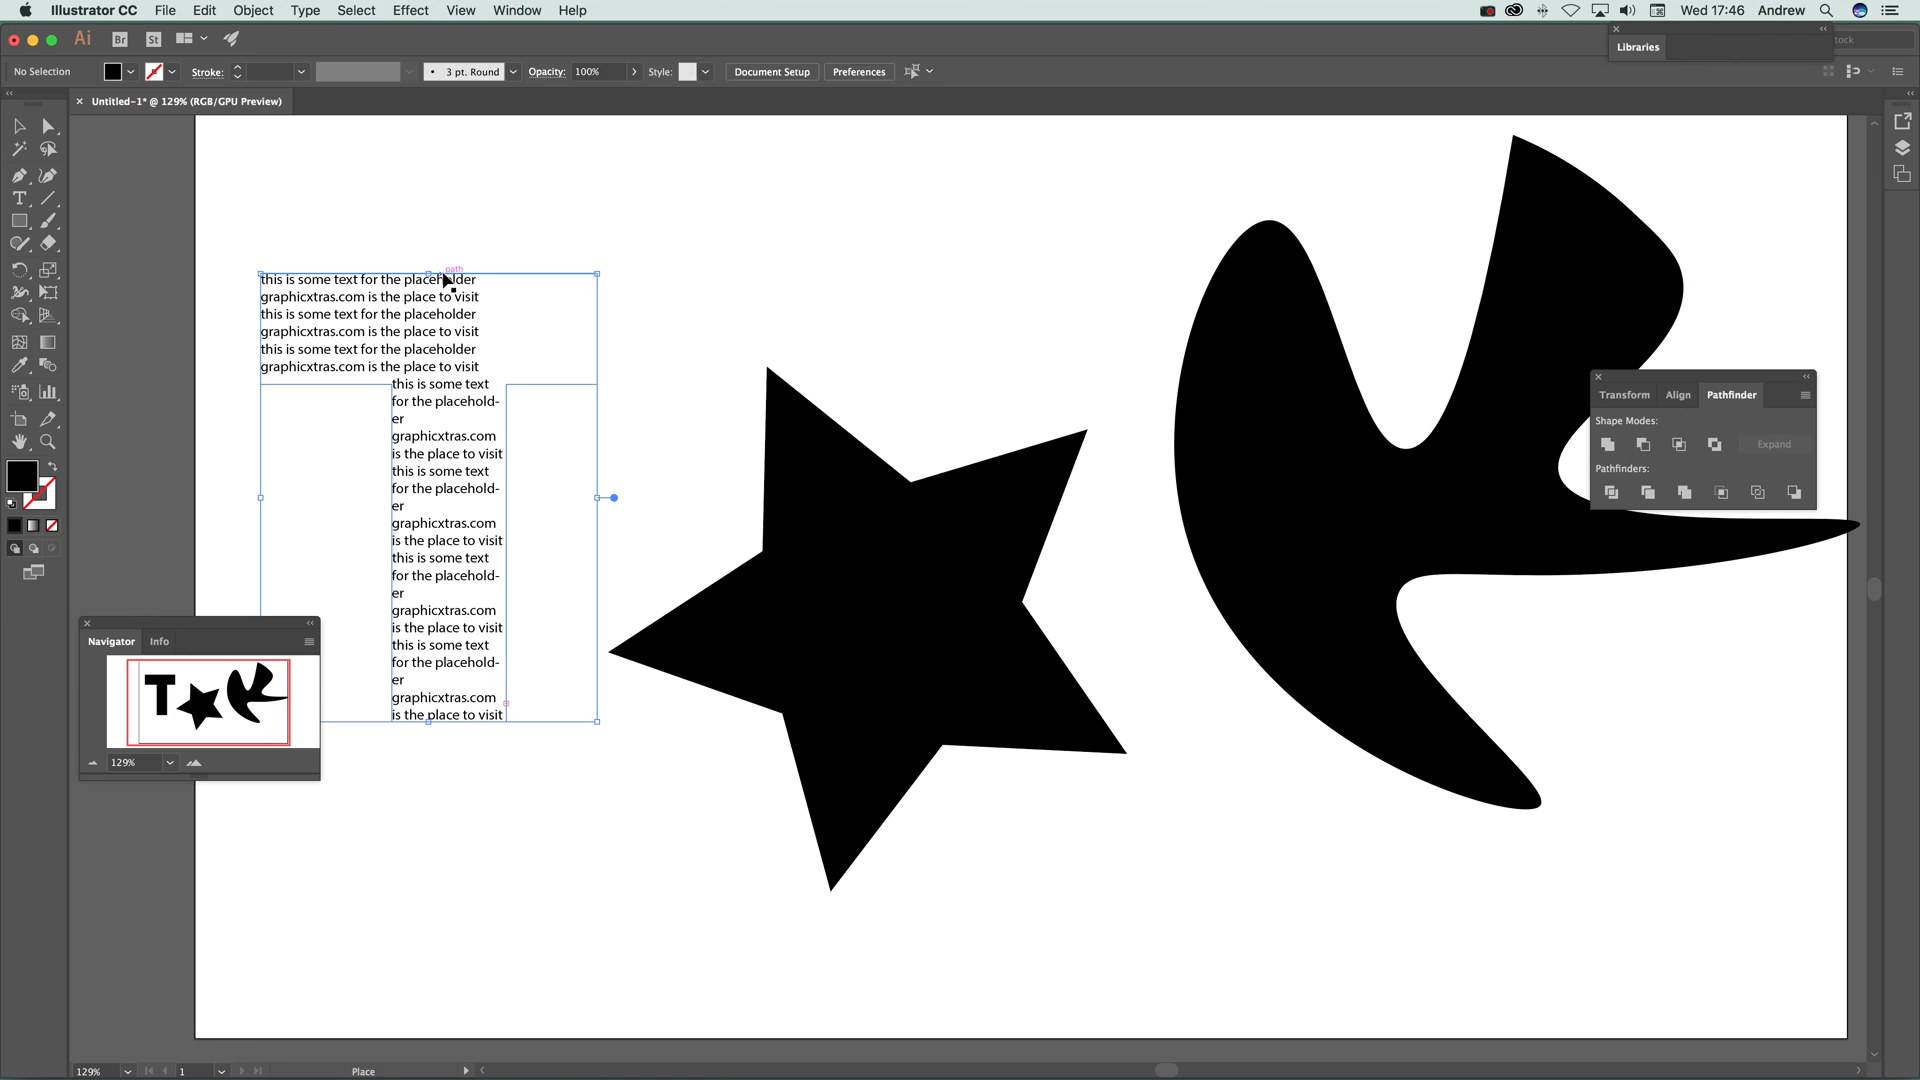 Illustrator CC File Edit Object Type Select Effect View Window Help Wed 17:46 Andrew
Ai Br St
Libraries
tock
No Selection Stroke: 3 pt. Round Opacity: 100% Style: Document Setup Preferences
Untitled-1* @ 129% (RGB/GPU Preview)
path
this is some text for the placeholder
graphicxtras.com is the place to visit
this is some text for the placeholder
graphicxtras.com is the place to visit
this is some text for the placeholder
graphicxtras.com is the place to visit
this is some text
for the placehold-
er
graphicxtras.com
is the place to visit
this is some text
for the placehold-
er
graphicxtras.com
is the place to visit
this is some text
for the placehold-
er
graphicxtras.com
is the place to visit
this is some text
for the placehold-
er
graphicxtras.com
is the place to visit
Transform Align Pathfinder
Shape Modes:
Expand
Pathfinders:
Navigator Info
T
129%
129% 1 Place